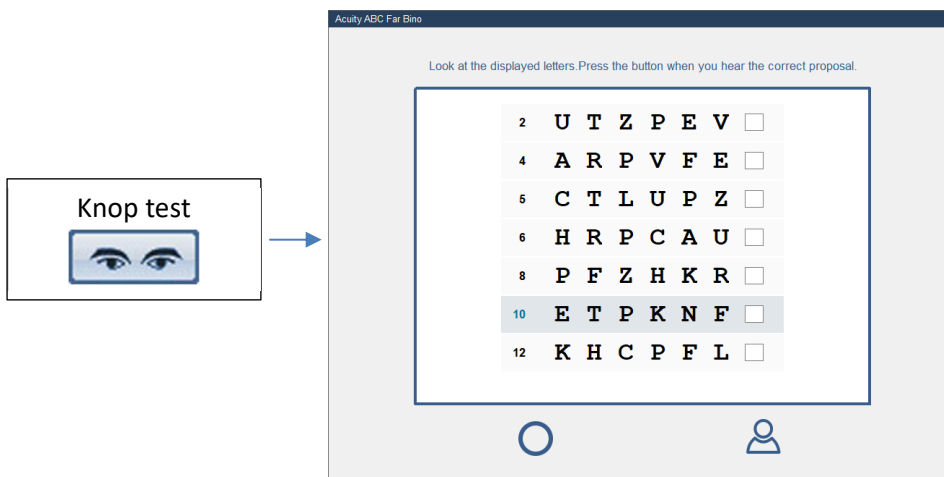 Acuity ABC Far Bino
Look at the displayed letters.Press the button when you hear the correct proposal.
2 U T Z P E V
4 A R P V F E
5 C T L U P Z
Knop test
6 H R P C A U
8 P F Z H K R
10 E T P K N F
12 K H C P F L